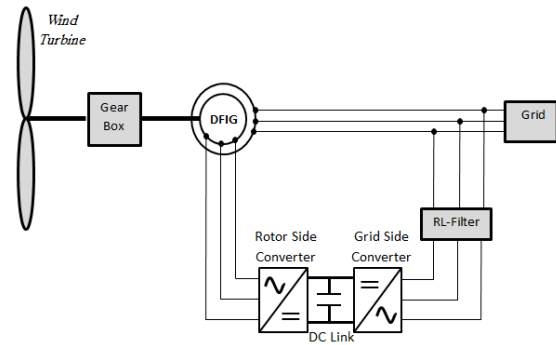 Wind
Turbine
Gear
Box
DFIG
Grid
RL-Filter
Rotor Side
Converter
Grid Side
Converter
DC Link